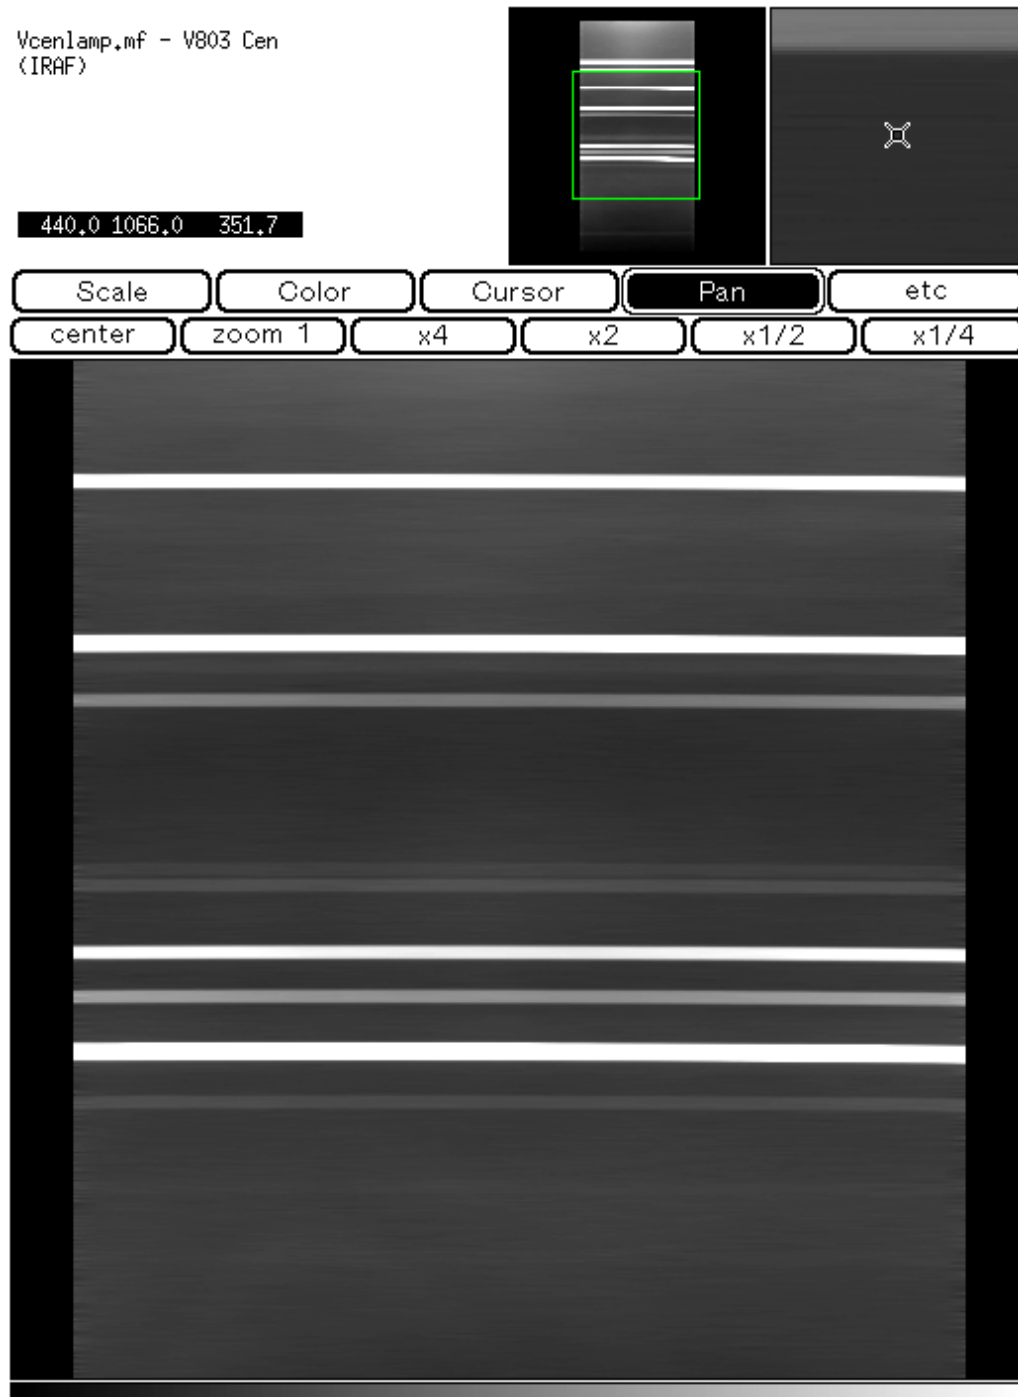 Vcenlamp.mf - V803 Cen
(IRAF)
440.0 1066.0 351.7
Scale Color Cursor Pan etc
center zoom 1 x4 x2 x1/2 x1/4